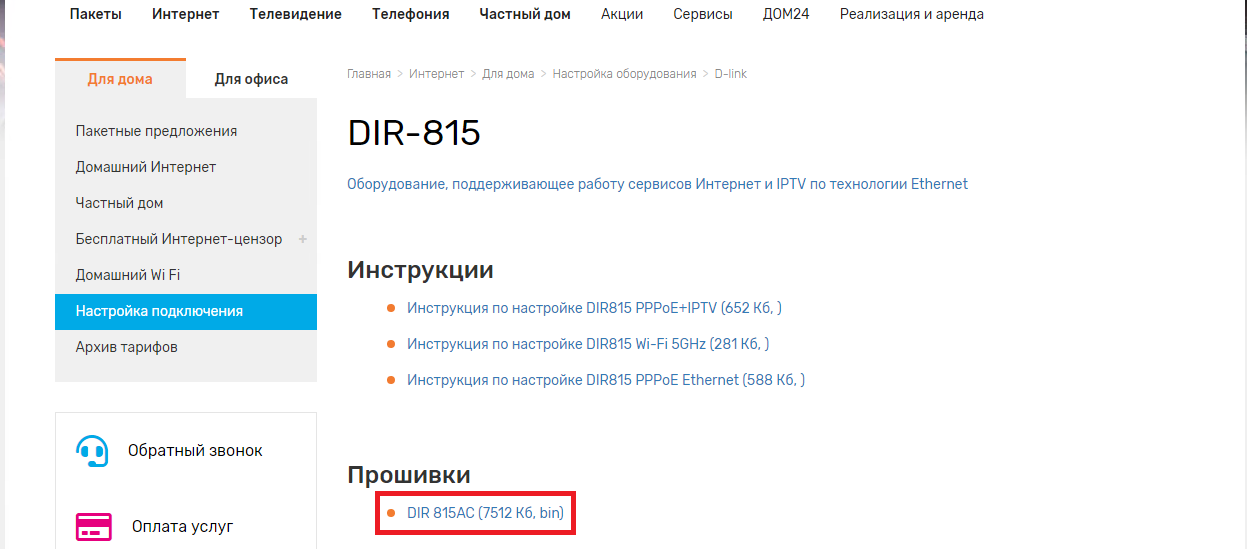 Пакеты Интернет Телевидение Телефония Частный дом Акции Сервисы ДОМ24 Реализация и аренда
Для дома Для офиса
Пакетные предложения
Домашний Интернет
Частный дом
Бесплатный Интернет-цензор +
Домашний Wi Fi
Настройка подключения
Архив тарифов
Обратный звонок
Оплата услуг
Главная > Интернет > Для дома > Настройка оборудования > D-link
DIR-815
Оборудование, поддерживающее работу сервисов Интернет и IPTV по технологии Ethernet
Инструкции
Инструкция по настройке DIR815 PPPoE+IPTV (652 Кб, )
Инструкция по настройке DIR815 Wi-Fi 5GHz (281 Кб, )
Инструкция по настройке DIR815 PPPoE Ethernet (588 Кб, )
Прошивки
DIR 815AC (7512 Кб, bin)